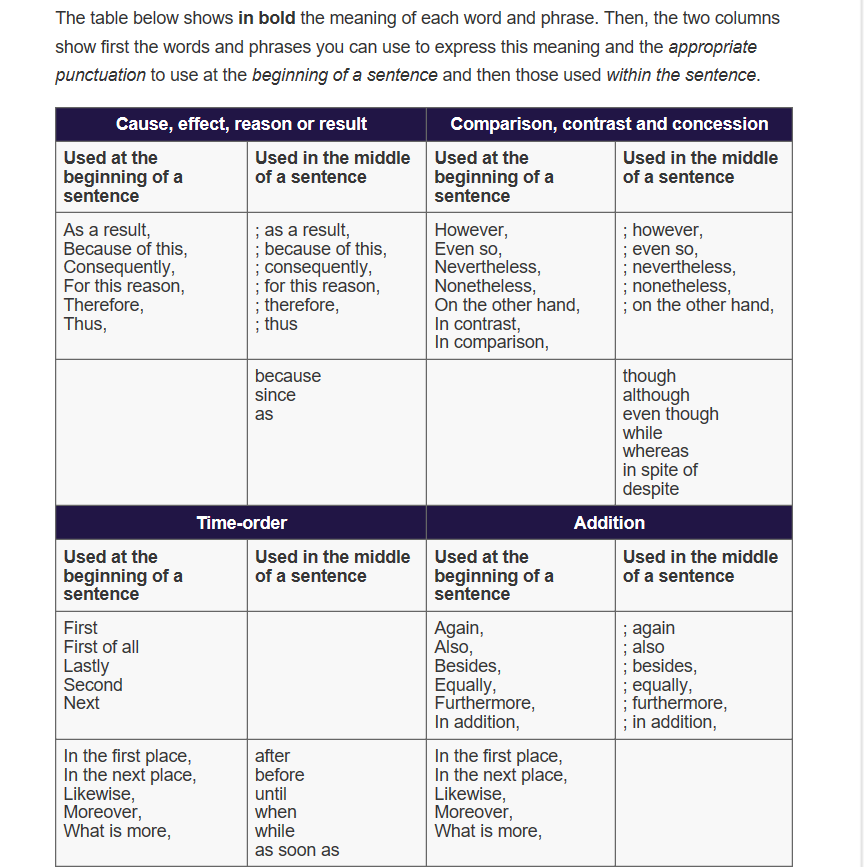 The table below shows in bold the meaning of each word and phrase. Then, the two columns
show first the words and phrases you can use to express this meaning and the appropriate
punctuation to use at the beginning of a sentence and then those used within the sentence.
Cause, effect, reason or result
Comparison, contrast and concession
Used at the
beginning of a
sentence
Used in the middle
of a sentence
Used at the
beginning of a
sentence
Used in the middle
of a sentence
As a result,
Because of this,
Consequently,
For this reason,
Therefore,
Thus,
; as a result,
; because of this,
; consequently,
; for this reason,
; therefore,
; thus
However,
Even so,
Nevertheless,
Nonetheless,
On the other hand,
In contrast,
In comparison,
; however,
; even so,
; nevertheless,
; nonetheless,
; on the other hand,
because
since
as
though
although
even though
while
whereas
in spite of
despite
Time-order
Addition
Used at the
beginning of a
sentence
Used in the middle
of a sentence
Used at the
beginning of a
sentence
Used in the middle
of a sentence
First
First of all
Lastly
Second
Next
Again,
Also,
Besides,
Equally,
Furthermore,
In addition,
; again
; also
; besides,
; equally,
; furthermore,
; in addition,
In the first place,
In the next place,
Likewise,
Moreover,
What is more,
after
before
until
when
while
as soon as
In the first place,
In the next place,
Likewise,
Moreover,
What is more,